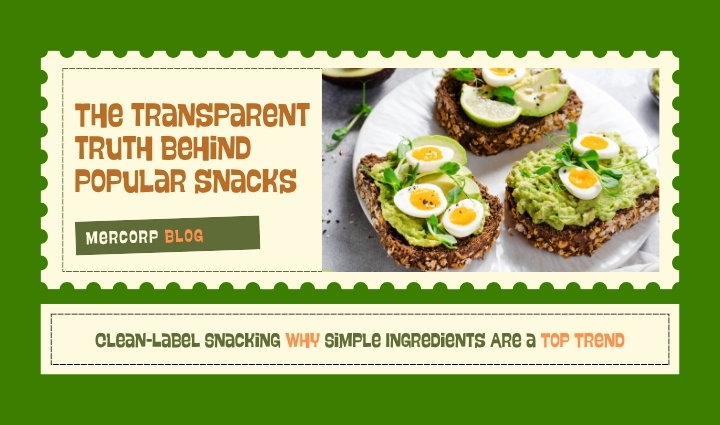 THE TRANSPARENT
TRUTH BEHIND
POPULAR SNACKS
MERCORP BLOG
CLEAN-LABEL SNACKING WHY SIMPLE INGREDIENTS ARE A TOP TREND